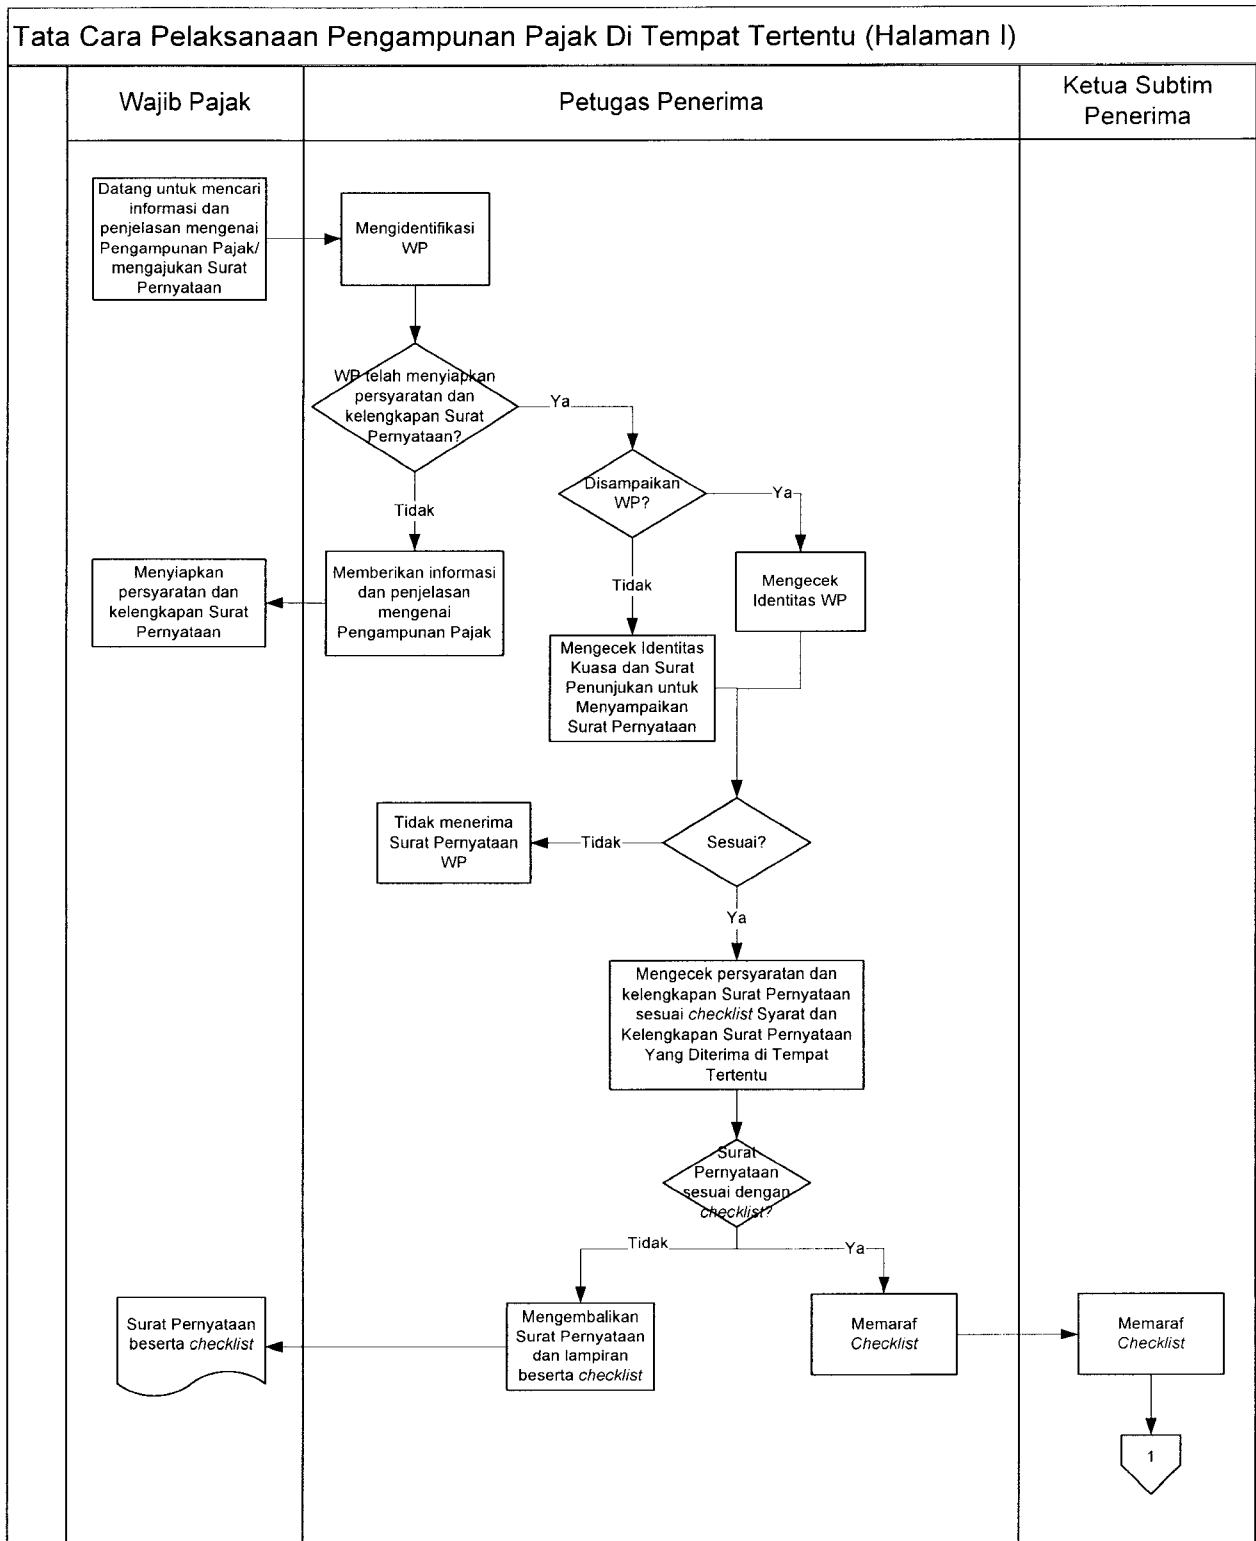 Tata Cara Pelaksanaan Pengampunan Pajak Di Tempat Tertentu (Halaman I)
Wajib Pajak
Petugas Penerima
Ketua Subtim
Penerima
Datang untuk mencari
informasi dan
penjelasan mengenai
Pengampunan Pajak/
mengajukan Surat
Pernyataan
Mengidentifikasi
WP
WP telah menyiapkan
persyaratan dan
kelengkapan Surat
Pernyataan?
Ya
Disampaikan
WP?
Ya
Tidak
Tidak
Menyiapkan
persyaratan dan
kelengkapan Surat
Pernyataan
Memberikan informasi
dan penjelasan
mengenai
Pengampunan Pajak
Mengecek
Identitas WP
Mengecek Identitas
Kuasa dan Surat
Penunjukan untuk
Menyampaikan
Surat Pernyataan
Tidak menerima
Surat Pernyataan
WP
Tidak
Sesuai?
Ya
Mengecek persyaratan dan
kelengkapan Surat Pernyataan
sesuai checklist Syarat dan
Kelengkapan Surat Pernyataan
Yang Diterima di Tempat
Tertentu
Surat
Pernyataan
sesuai dengan
checklist?
Tidak
Ya
Surat Pernyataan
beserta checklist
Mengembalikan
Surat Pernyataan
dan lampiran
beserta checklist
Memaraf
Checklist
Memaraf
Checklist
1